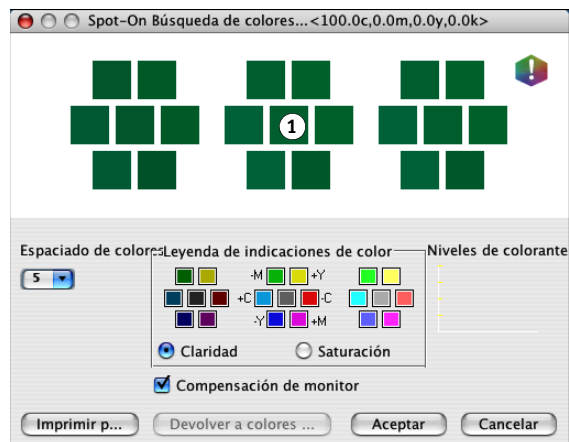 Spot-On Búsqueda de colores...<100.0c,0.0m,0.0y,0.0k>
!
1
Espaciado de colores
5
Leyenda de indicaciones de color
-M +Y
+C -C
-Y +M
Claridad Saturación
Niveles de colorante
Compensación de monitor
Imprimir p... Devolver a colores ... Aceptar Cancelar